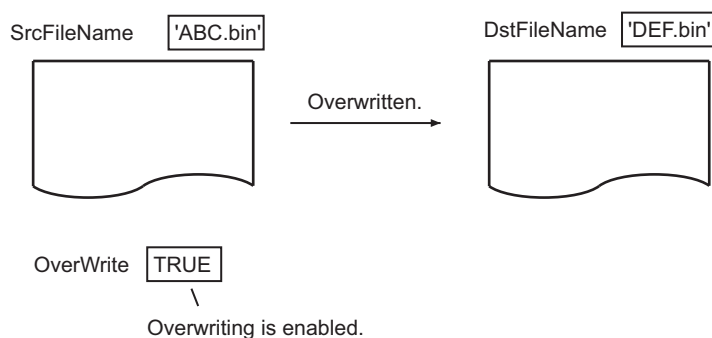 SrcFileName 'ABC.bin'
DstFileName 'DEF.bin'
Overwritten.
OverWrite TRUE
Overwriting is enabled.